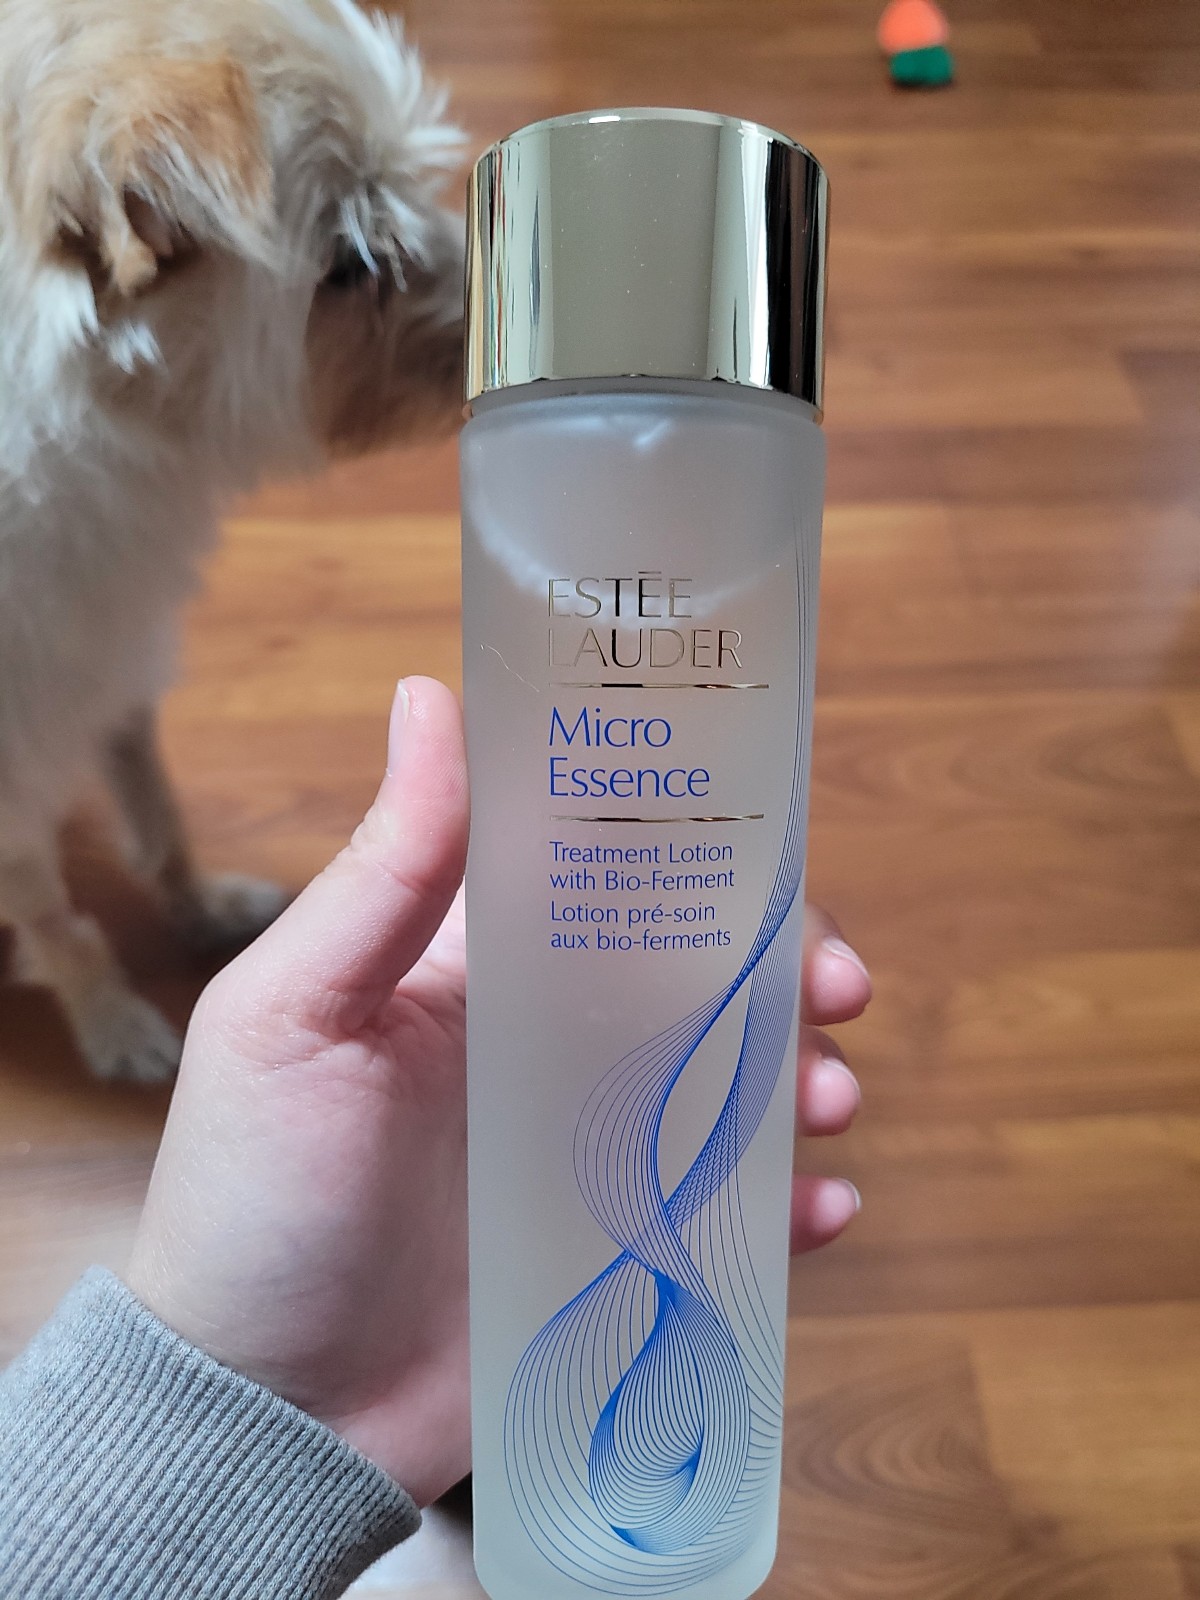 ESTĒE
LAUDER
Micro
Essence
Treatment Lotion
with Bio-Ferment
Lotion pré-soin
aux bio-ferments